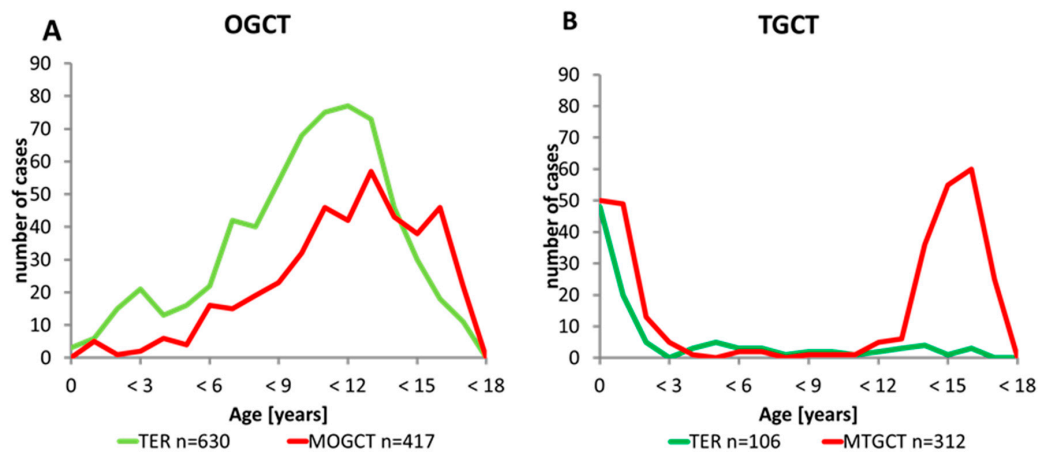 A
OGCT
number of cases
90
80
70
60
50
40
30
20
10
0
0 < 3 < 6 < 9 < 12 < 15 < 18
Age [years]
TER n=630 MOGCT n=417
B
TGCT
number of cases
90
80
70
60
50
40
30
20
10
0
0 < 3 < 6 < 9 < 12 < 15 < 18
Age [years]
TER n=106 MTGCT n=312